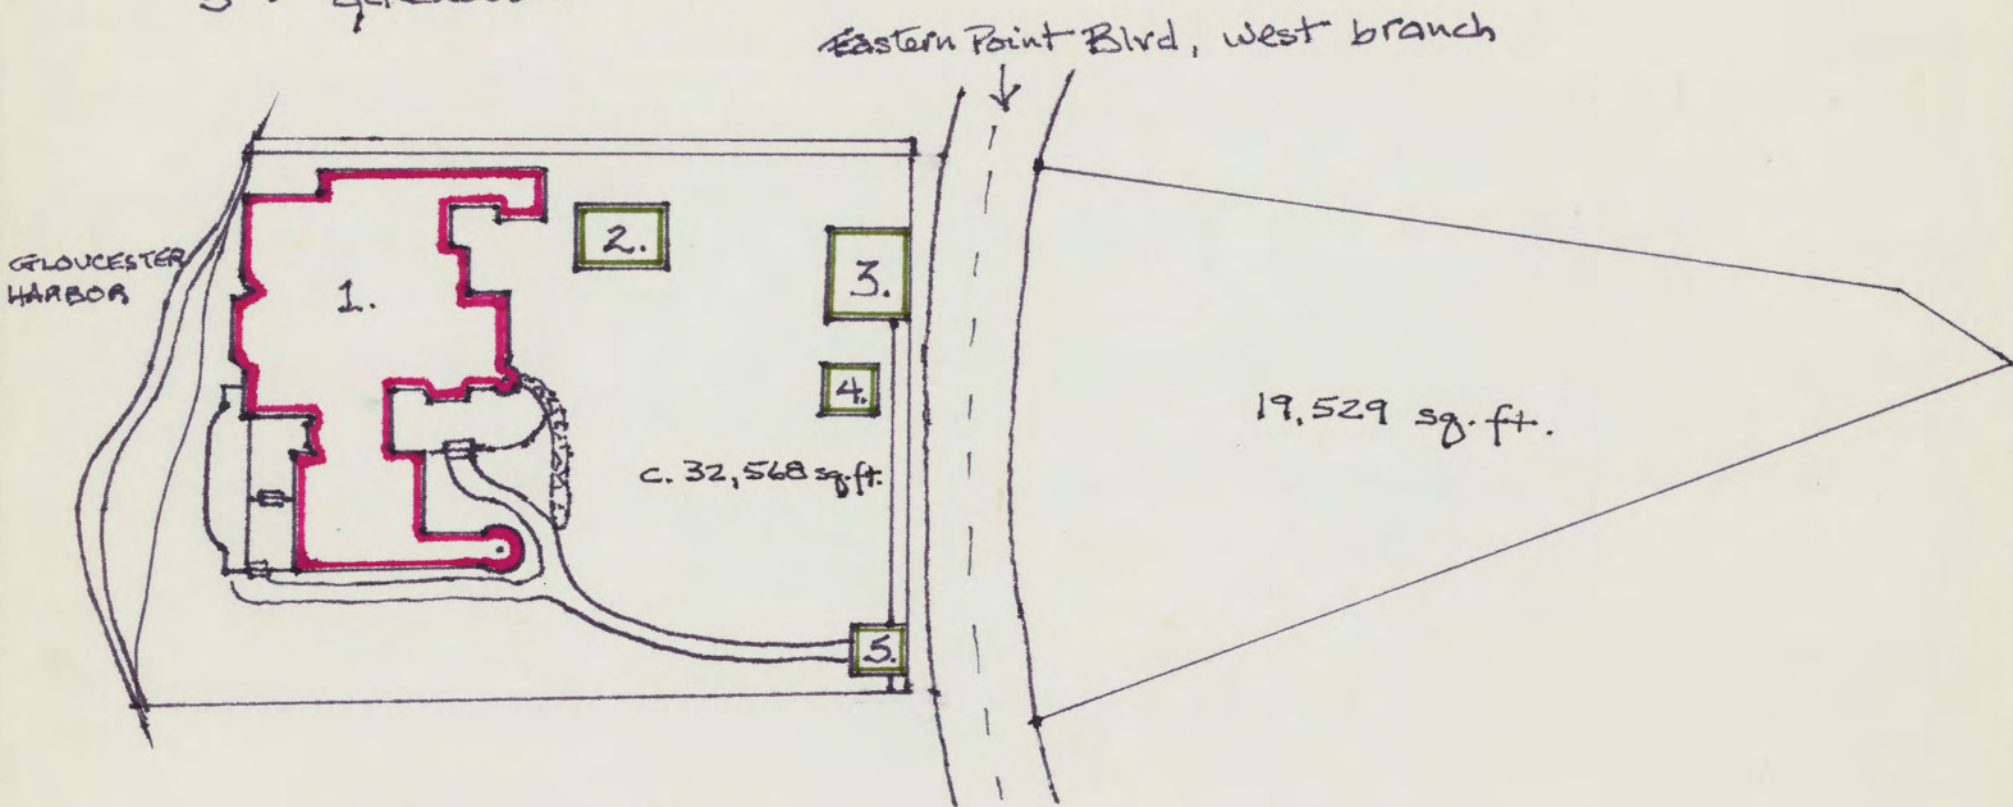 Eastern Point Blvd, west branch
GLOUCESTER
HARBOR
1.
2.
3.
4.
c. 32,568 sq.ft.
19,529 sq.ft.
5.